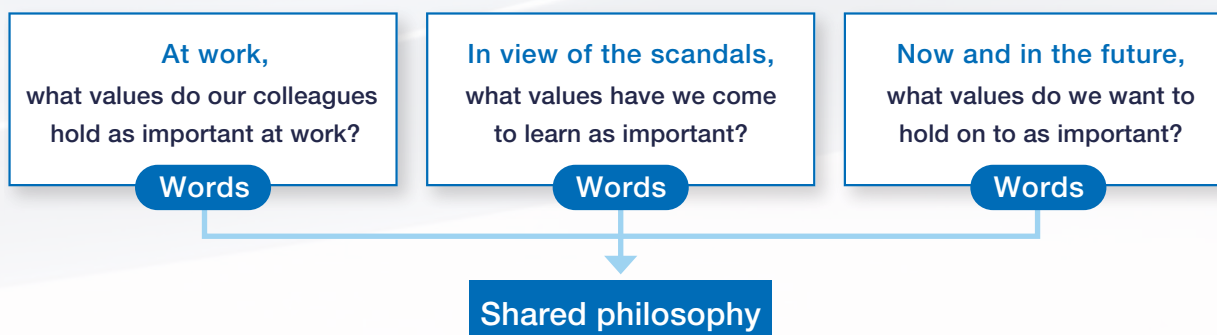 At work,
what values do our colleagues
hold as important at work?
Words
In view of the scandals,
what values have we come
to learn as important?
Words
Now and in the future,
what values do we want to
hold on to as important?
Words
Shared philosophy